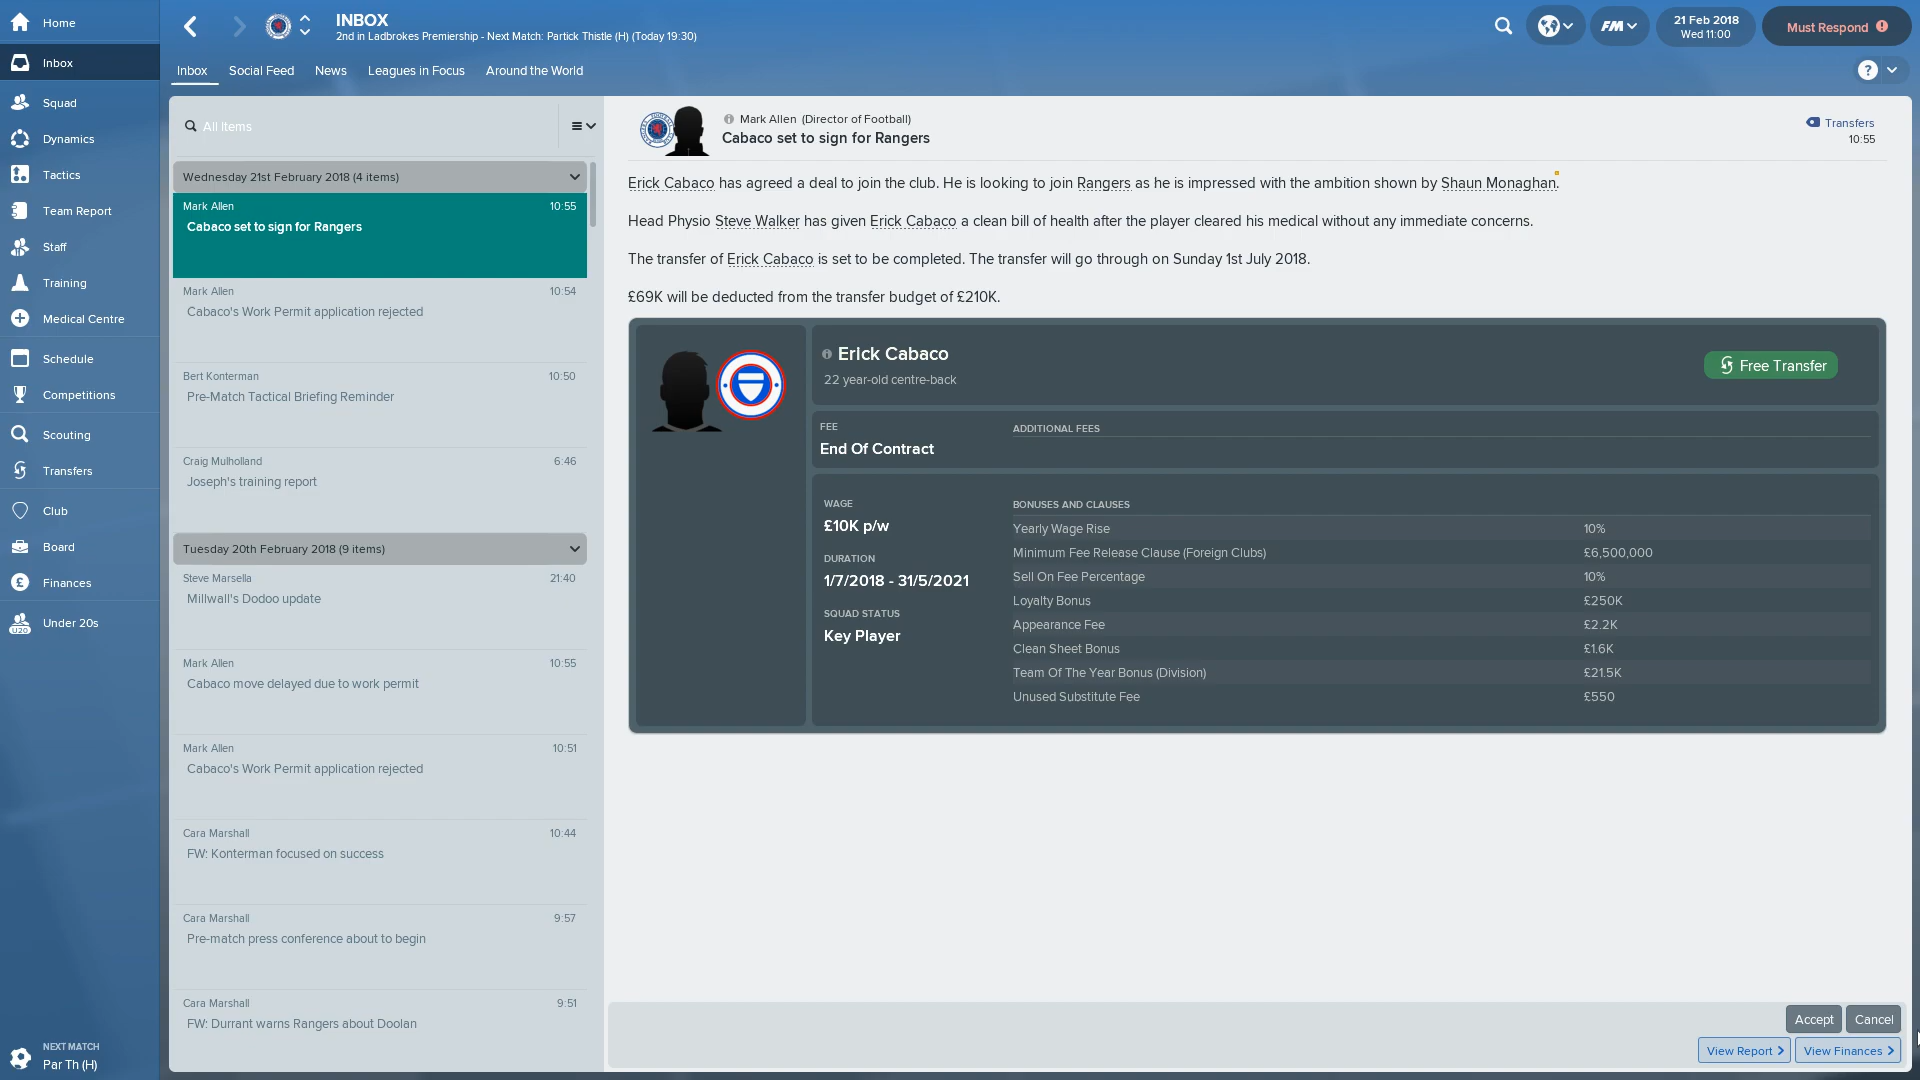 Home
Inbox
Squad
Dynamics
Tactics
Team Report
Staff
Training
Medical Centre
Schedule
Competitions
Scouting
Transfers
Club
Board
Finances
U20
Under 20s
NEXT MATCH
Par Th (H)
INBOX
2nd in Ladbrokes Premiership - Next Match: Partick Thistle (H) (Today 19:30)
FM
21 Feb 2018
Wed 11:00
Must Respond
Inbox
Social Feed
News
Leagues in Focus
Around the World
?
All Items
Wednesday 21st February 2018 (4 items)
Mark Allen 10:55
Cabaco set to sign for Rangers
Mark Allen 10:54
Cabaco's Work Permit application rejected
Bert Konterman 10:50
Pre-Match Tactical Briefing Reminder
Craig Mulholland 6:46
Joseph's training report
Tuesday 20th February 2018 (9 items)
Steve Marsella 21:40
Millwall's Dodoo update
Mark Allen 10:55
Cabaco move delayed due to work permit
Mark Allen 10:51
Cabaco's Work Permit application rejected
Cara Marshall 10:44
FW: Konterman focused on success
Cara Marshall 9:57
Pre-match press conference about to begin
Cara Marshall 9:51
FW: Durrant warns Rangers about Doolan
Mark Allen (Director of Football)
Cabaco set to sign for Rangers
Transfers
10:55
Erick Cabaco has agreed a deal to join the club. He is looking to join Rangers as he is impressed with the ambition shown by Shaun Monaghan.
Head Physio Steve Walker has given Erick Cabaco a clean bill of health after the player cleared his medical without any immediate concerns.
The transfer of Erick Cabaco is set to be completed. The transfer will go through on Sunday 1st July 2018.
£69K will be deducted from the transfer budget of £210K.
Erick Cabaco
22 year-old centre-back
Free Transfer
FEE
End Of Contract
ADDITIONAL FEES
WAGE
£10K p/w
DURATION
1/7/2018 - 31/5/2021
SQUAD STATUS
Key Player
BONUSES AND CLAUSES
Yearly Wage Rise 10%
Minimum Fee Release Clause (Foreign Clubs) £6,500,000
Sell On Fee Percentage 10%
Loyalty Bonus £250K
Appearance Fee £2.2K
Clean Sheet Bonus £1.6K
Team Of The Year Bonus (Division) £21.5K
Unused Substitute Fee £550
Accept
Cancel
View Report
View Finances